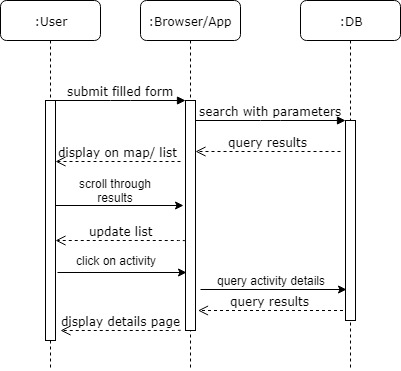 :User
:Browser/App
:DB
submit filled form
search with parameters
query results
display on map/ list
scroll through
results
update list
click on activity
query activity details
query results
display details page